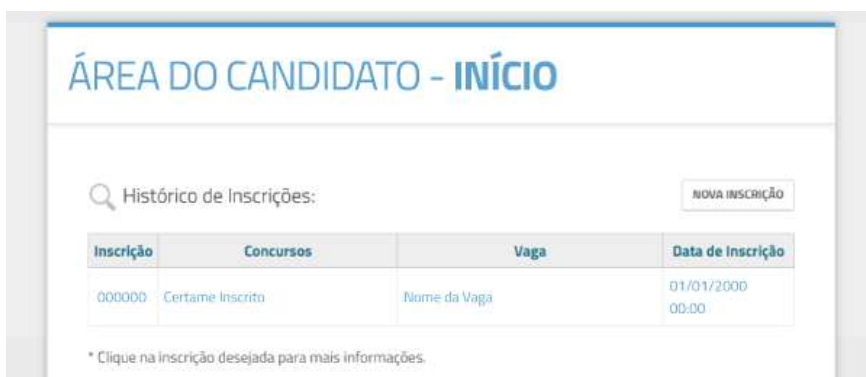 ÁREA DO CANDIDATO - INÍCIO
Histórico de Inscrições:
NOVA INSCRIÇÃO
Inscrição Concursos Vaga Data de Inscrição
000000 Certame Inscrito Nome da Vaga 01/01/2000
00:00
* Clique na inscrição desejada para mais informações.